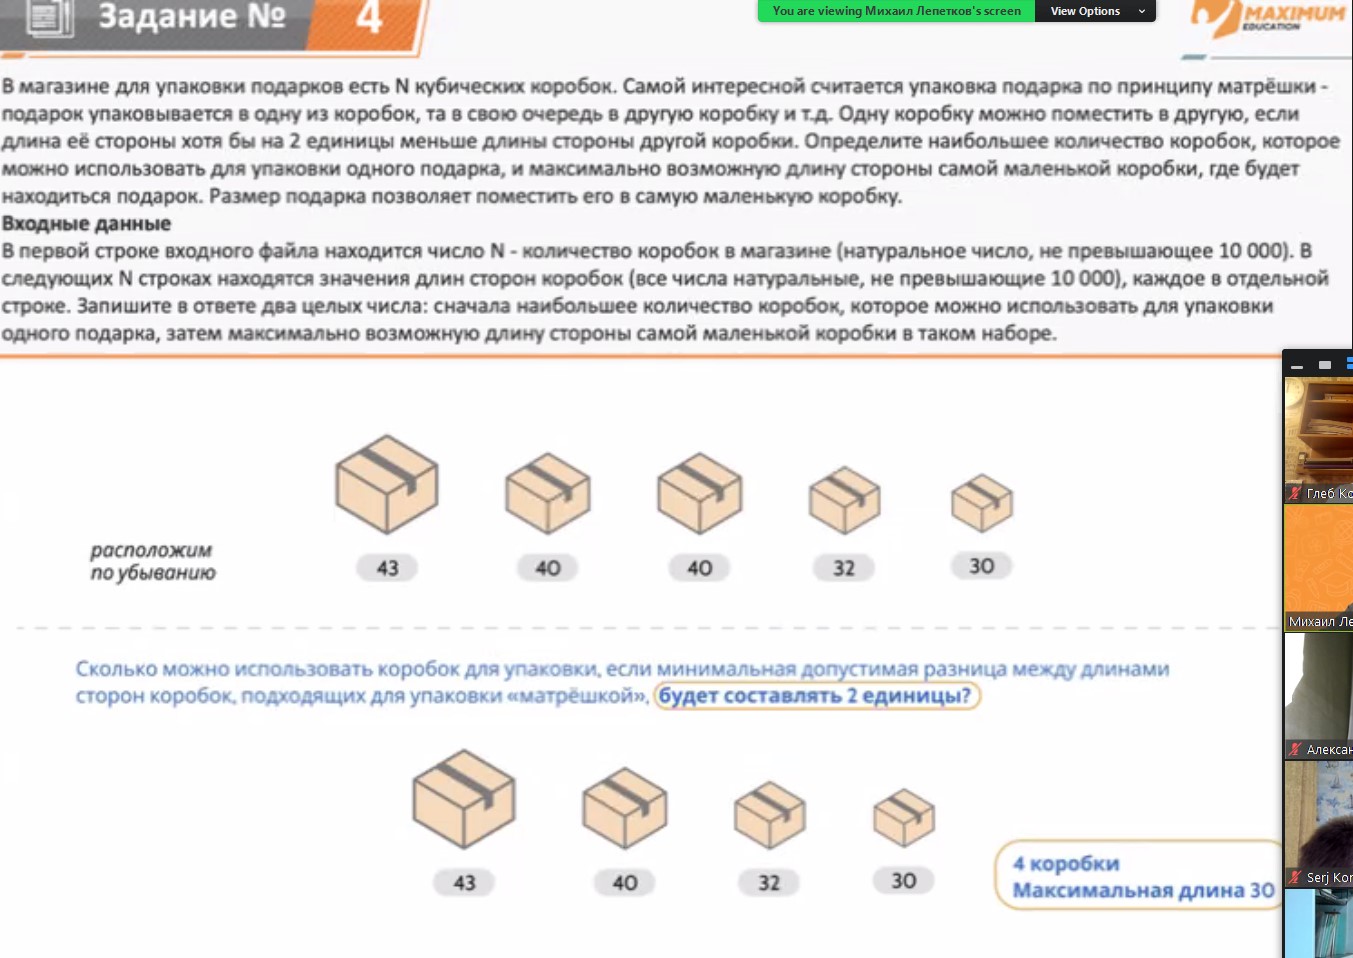 Задание № 4
You are viewing Михаил Лепетков's screen
View Options
MAXIMUM
EDUCATION
В магазине для упаковки подарков есть N кубических коробок. Самой интересной считается упаковка подарка по принципу матрёшки -
подарок упаковывается в одну из коробок, та в свою очередь в другую коробку и т.д. Одну коробку можно поместить в другую, если
длина её стороны хотя бы на 2 единицы меньше длины стороны другой коробки. Определите наибольшее количество коробок, которое
можно использовать для упаковки одного подарка, и максимально возможную длину стороны самой маленькой коробки, где будет
находиться подарок. Размер подарка позволяет поместить его в самую маленькую коробку.
Входные данные
В первой строке входного файла находится число N - количество коробок в магазине (натуральное число, не превышающее 10 000). В
следующих N строках находятся значения длин сторон коробок (все числа натуральные, не превышающие 10 000), каждое в отдельной
строке. Запишите в ответе два целых числа: сначала наибольшее количество коробок, которое можно использовать для упаковки
одного подарка, затем максимально возможную длину стороны самой маленькой коробки в таком наборе.
расположим
по убыванию
43 40 40 32 30
Сколько можно использовать коробок для упаковки, если минимальная допустимая разница между длинами
сторон коробок, подходящих для упаковки «матрёшкой», будет составлять 2 единицы?
43 40 32 30
4 коробки
Максимальная длина 30
Глеб Ко
Михаил Ле
Алексан
Serj Kor